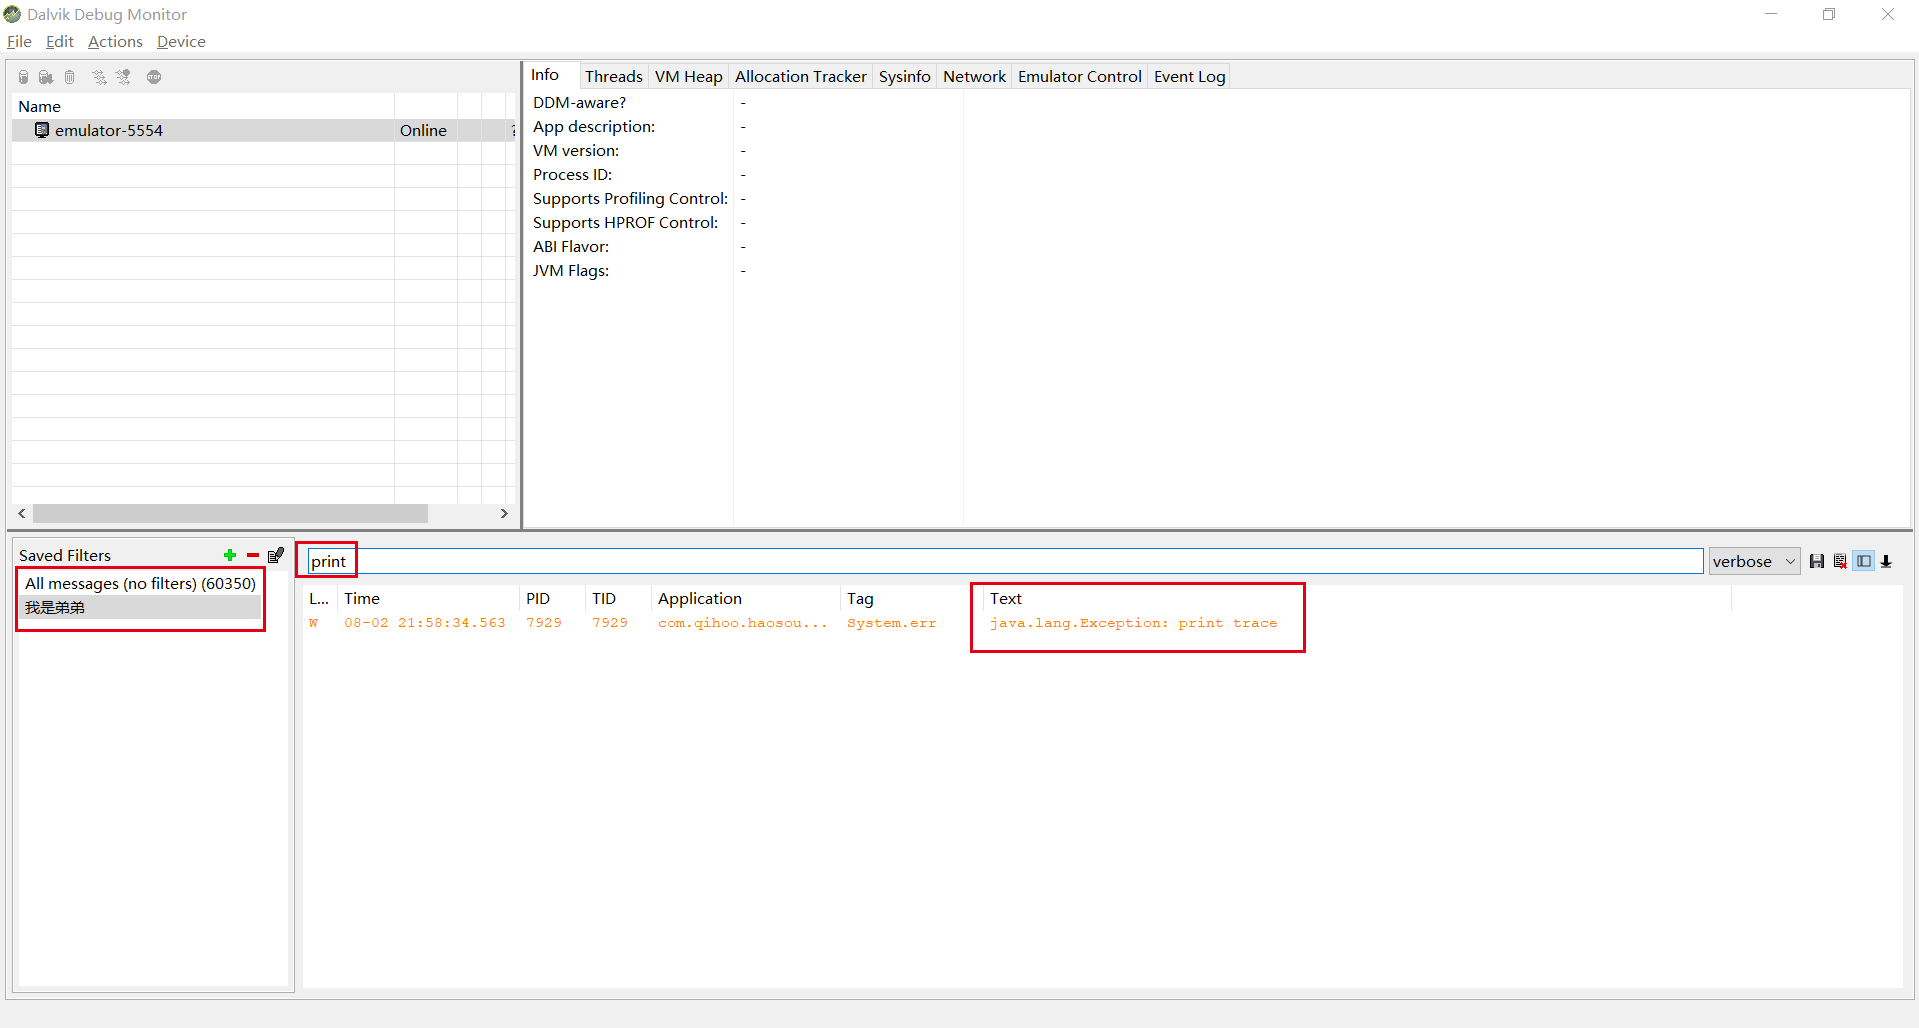 Dalvik Debug Monitor
File Edit Actions Device
Info Threads VM Heap Allocation Tracker Sysinfo Network Emulator Control Event Log
Name
emulator-5554 Online ?
DDM-aware? -
App description: -
VM version: -
Process ID: -
Supports Profiling Control: -
Supports HPROF Control: -
ABI Flavor: -
JVM Flags: -
Saved Filters
All messages (no filters) (60350)
我是弟弟
print verbose
L... Time PID TID Application Tag Text
W 08-02 21:58:34.563 7929 7929 com.qihoo.haosou... System.err java.lang.Exception: print trace